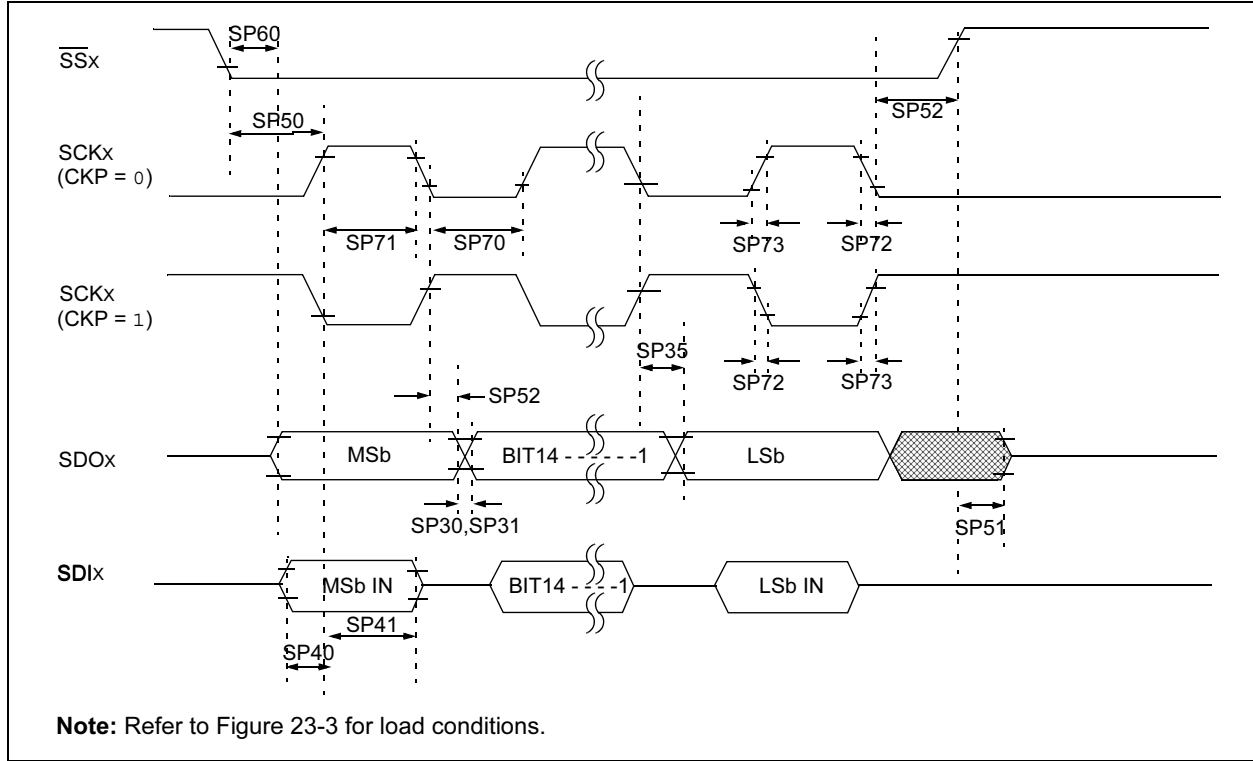 SP60
SSx
SP52
SP50
SCKx
(CKP = 0)
SP71
SP70
SP73
SP72
SCKx
(CKP = 1)
SP35
SP72
SP73
SP52
SDOx
MSb
BIT14 - - - - - -1
LSb
SP30,SP31
SP51
SDIx
MSb IN
BIT14 - - - -1
LSb IN
SP41
SP40
Note: Refer to Figure 23-3 for load conditions.